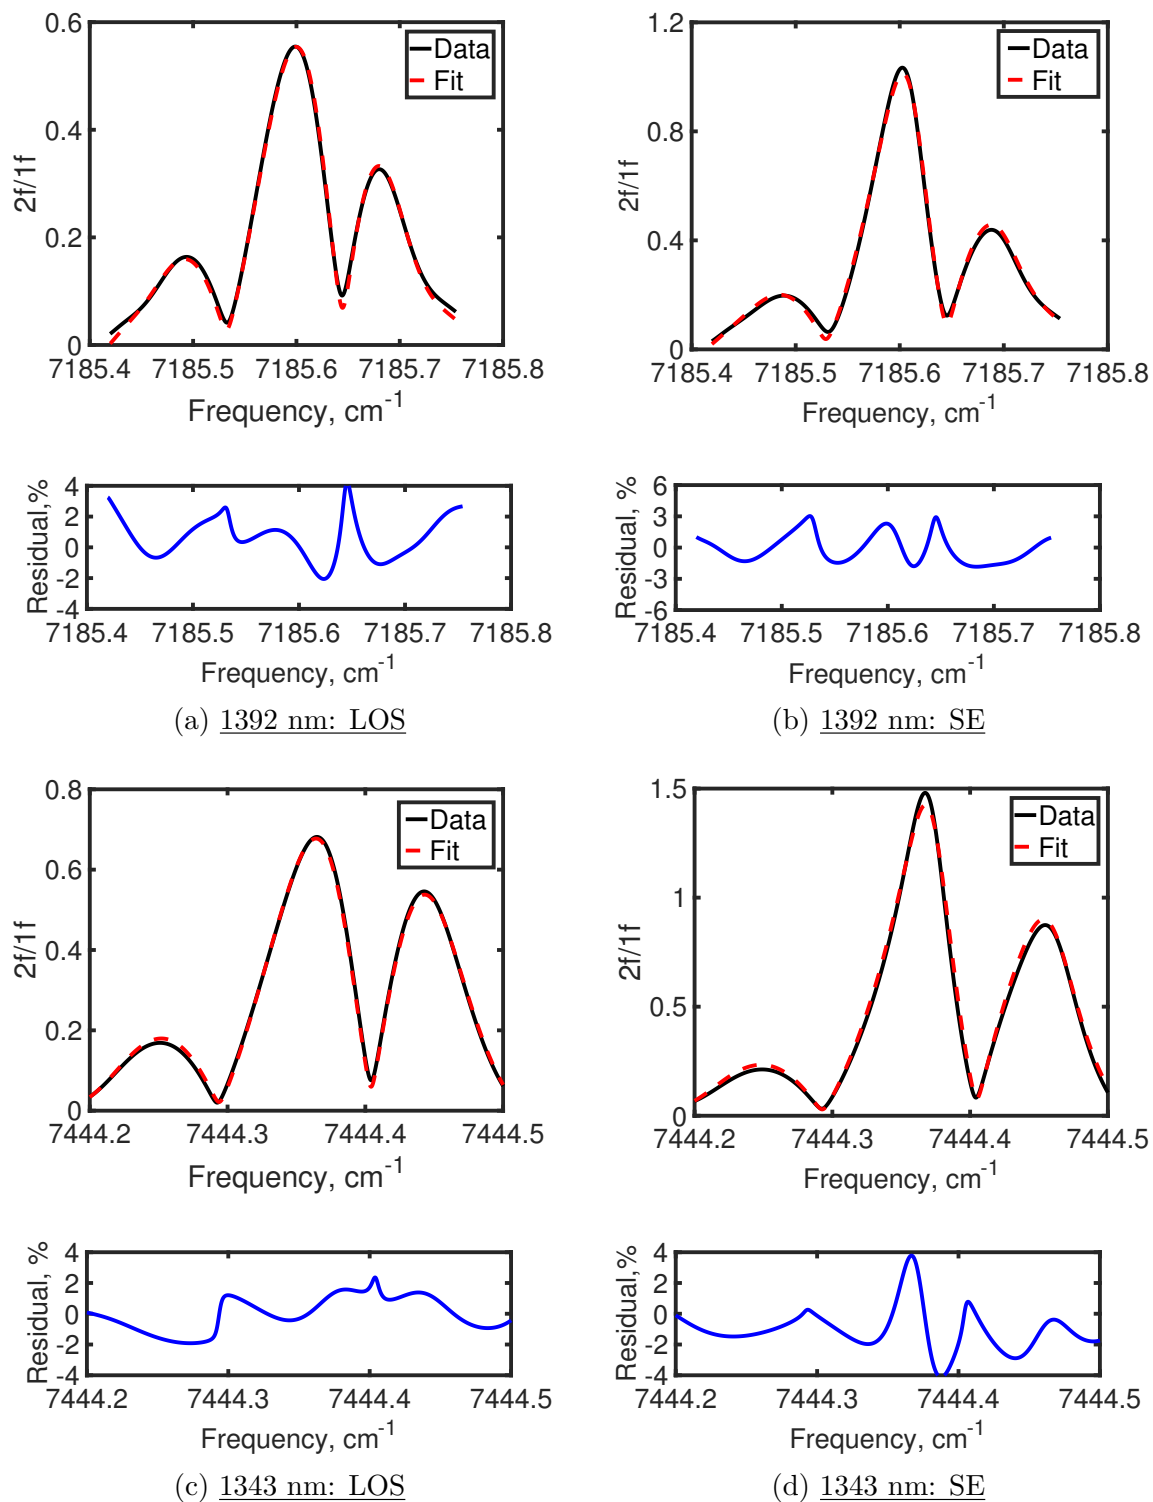 0.6
0.4
0.2
0
2f/1f
Data
Fit
7185.4 7185.5 7185.6 7185.7 7185.8
Frequency, cm-1
1.2
0.8
0.4
0
2f/1f
Data
Fit
7185.4 7185.5 7185.6 7185.7 7185.8
Frequency, cm-1
4
2
0
-2
-4
Residual,%
7185.4 7185.5 7185.6 7185.7 7185.8
Frequency, cm-1
(a) 1392 nm: LOS
6
3
0
-3
-6
Residual, %
7185.4 7185.5 7185.6 7185.7 7185.8
Frequency, cm-1
(b) 1392 nm: SE
0.8
0.6
0.4
0.2
0
2f/1f
Data
Fit
7444.2 7444.3 7444.4 7444.5
Frequency, cm-1
1.5
1
0.5
0
2f/1f
Data
Fit
7444.2 7444.3 7444.4 7444.5
Frequency, cm-1
4
2
0
-2
-4
Residual, %
7444.2 7444.3 7444.4 7444.5
Frequency, cm-1
(c) 1343 nm: LOS
4
2
0
-2
-4
Residual,%
7444.2 7444.3 7444.4 7444.5
Frequency, cm-1
(d) 1343 nm: SE